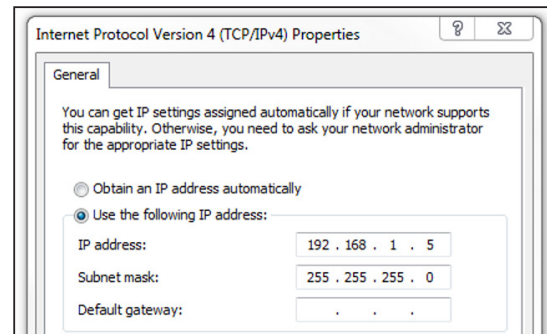 Internet Protocol Version 4 (TCP/IPv4) Properties
General
You can get IP settings assigned automatically if your network supports
this capability. Otherwise, you need to ask your network administrator
for the appropriate IP settings.
Obtain an IP address automatically
Use the following IP address:
IP address: 192 . 168 . 1 . 5
Subnet mask: 255 . 255 . 255 . 0
Default gateway: . . .